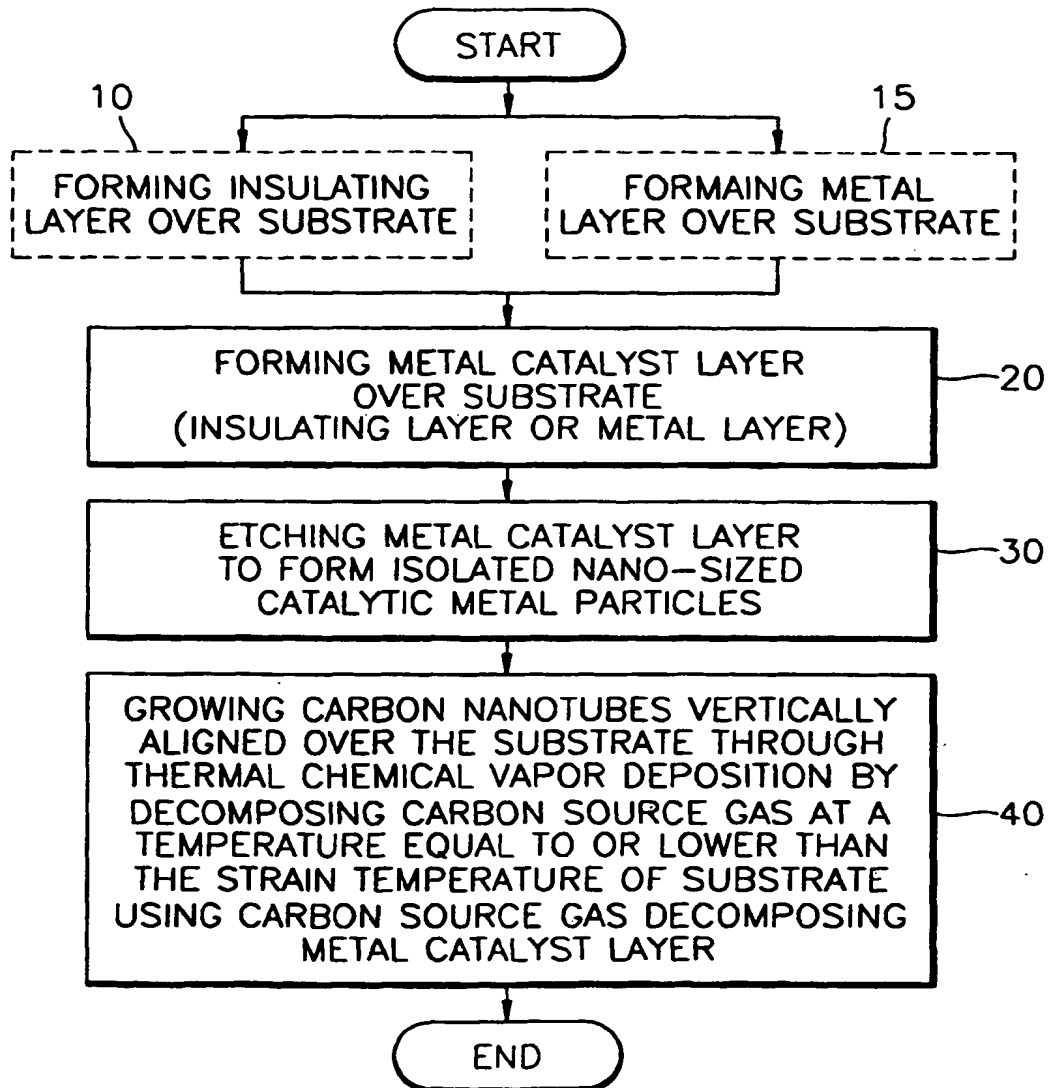 START
10
15
FORMING INSULATING
LAYER OVER SUBSTRATE
FORMAING METAL
LAYER OVER SUBSTRATE
FORMING METAL CATALYST LAYER
OVER SUBSTRATE
(INSULATING LAYER OR METAL LAYER)
20
ETCHING METAL CATALYST LAYER
TO FORM ISOLATED NANO-SIZED
CATALYTIC METAL PARTICLES
30
GROWING CARBON NANOTUBES VERTICALLY
ALIGNED OVER THE SUBSTRATE THROUGH
THERMAL CHEMICAL VAPOR DEPOSITION BY
DECOMPOSING CARBON SOURCE GAS AT A
TEMPERATURE EQUAL TO OR LOWER THAN
THE STRAIN TEMPERATURE OF SUBSTRATE
USING CARBON SOURCE GAS DECOMPOSING
METAL CATALYST LAYER
40
END